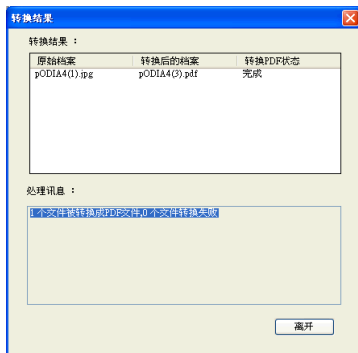 转换结果
转换结果 :
原始档案 转换后的档案 转换PDF状态
pODIA4(1).jpg pODIA4(3).pdf 完成
处理讯息 :
1 个文件被转换成PDF文件,0 个文件转换失败
离开